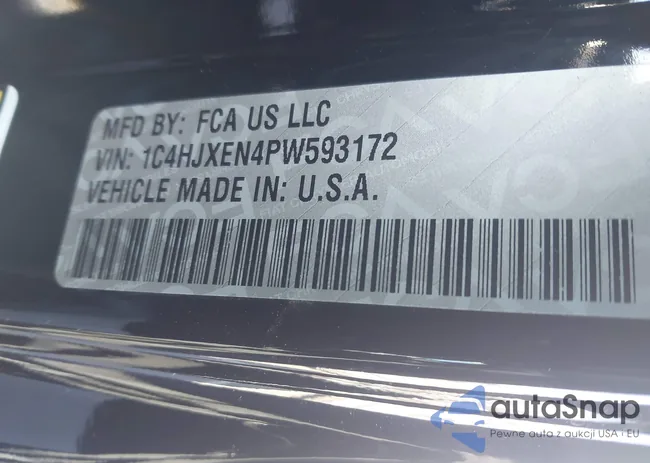 MFD BY: FCA US LLC
VIN: 1C4HJXEN4PW593172
VEHICLE MADE IN: U.S.A.
autaSnap
Pewne auta z aukcji USA i EU